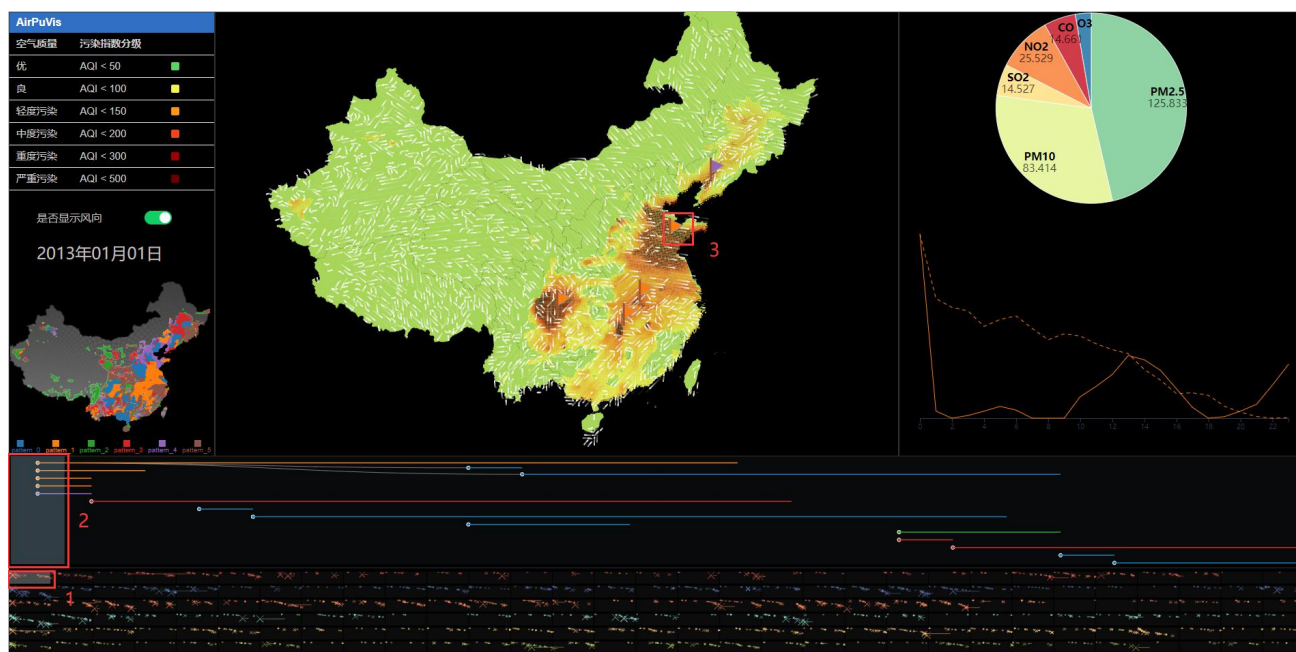 AirPuVis
空气质量 污染指数分级
优 AQI < 50
良 AQI < 100
轻度污染 AQI < 150
中度污染 AQI < 200
重度污染 AQI < 300
严重污染 AQI < 500
是否显示风向
2013年01月01日
pattern_0 pattern_1 pattern_2 pattern_3 pattern_4 pattern_5
3
O3
CO
14.661
NO2
25.529
SO2
14.527
PM2.5
125.833
PM10
83.414
0 2 4 6 8 10 12 14 16 18 20 22
2
1